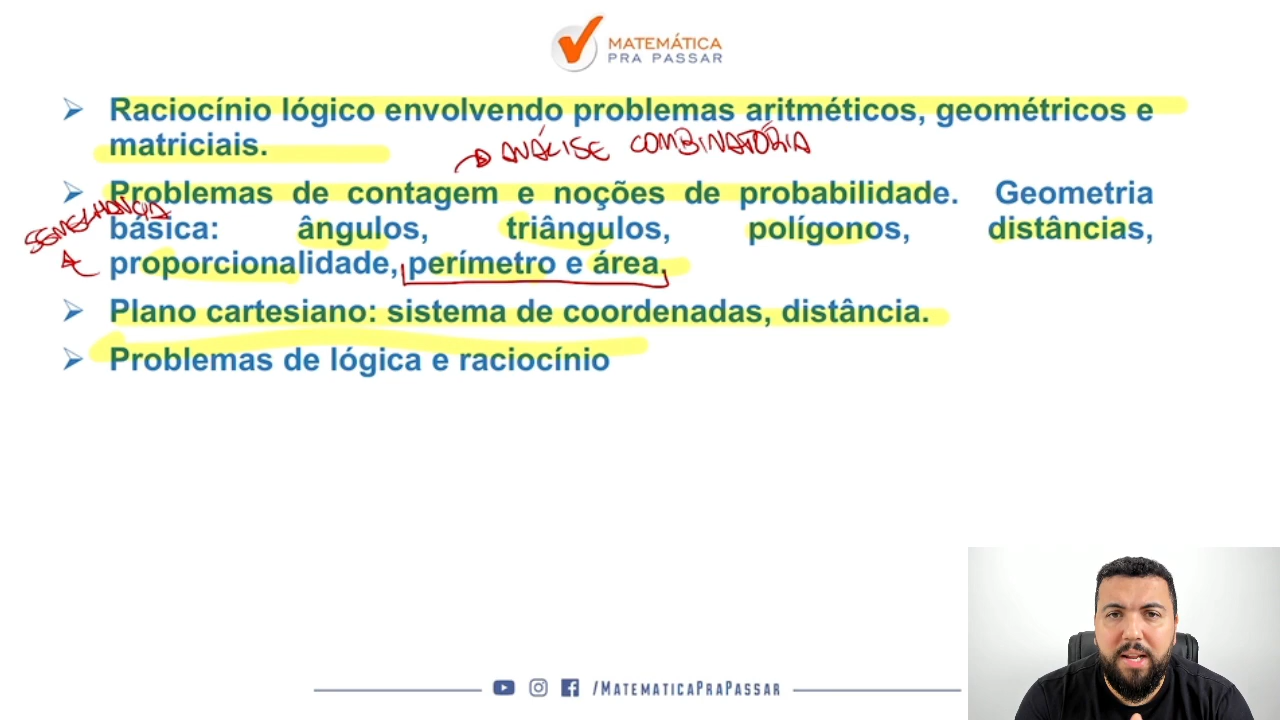 MATEMÁTICA
PRA PASSAR
Raciocínio lógico envolvendo problemas aritméticos, geométricos e
matriciais.
ANÁLISE COMBINATÓRIA
Problemas de contagem e noções de probabilidade. Geometria
SEMELHANÇA
básica: ângulos, triângulos, polígonos, distâncias,
proporcionalidade, perímetro e área.
Plano cartesiano: sistema de coordenadas, distância.
Problemas de lógica e raciocínio
/MATEMATICAPRAPASSAR